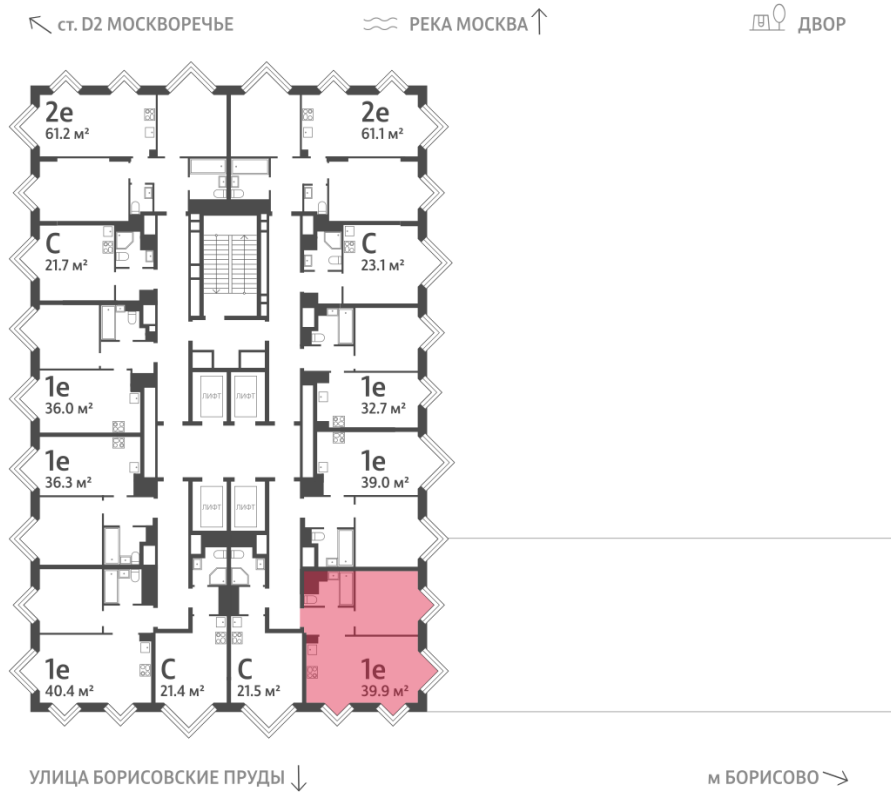 ст. D2 МОСКВОРЕЧЬЕ
РЕКА МОСКВА
ДВОР
2е
61.2 м²
2е
61.1 м²
С
21.7 м²
С
23.1 м²
1е
36.0 м²
ЛИФТ
ЛИФТ
1е
32.7 м²
1е
36.3 м²
1е
39.0 м²
ЛИФТ
ЛИФТ
1е
40.4 м²
С
21.4 м²
С
21.5 м²
1е
39.9 м²
УЛИЦА БОРИСОВСКИЕ ПРУДЫ
м БОРИСОВО